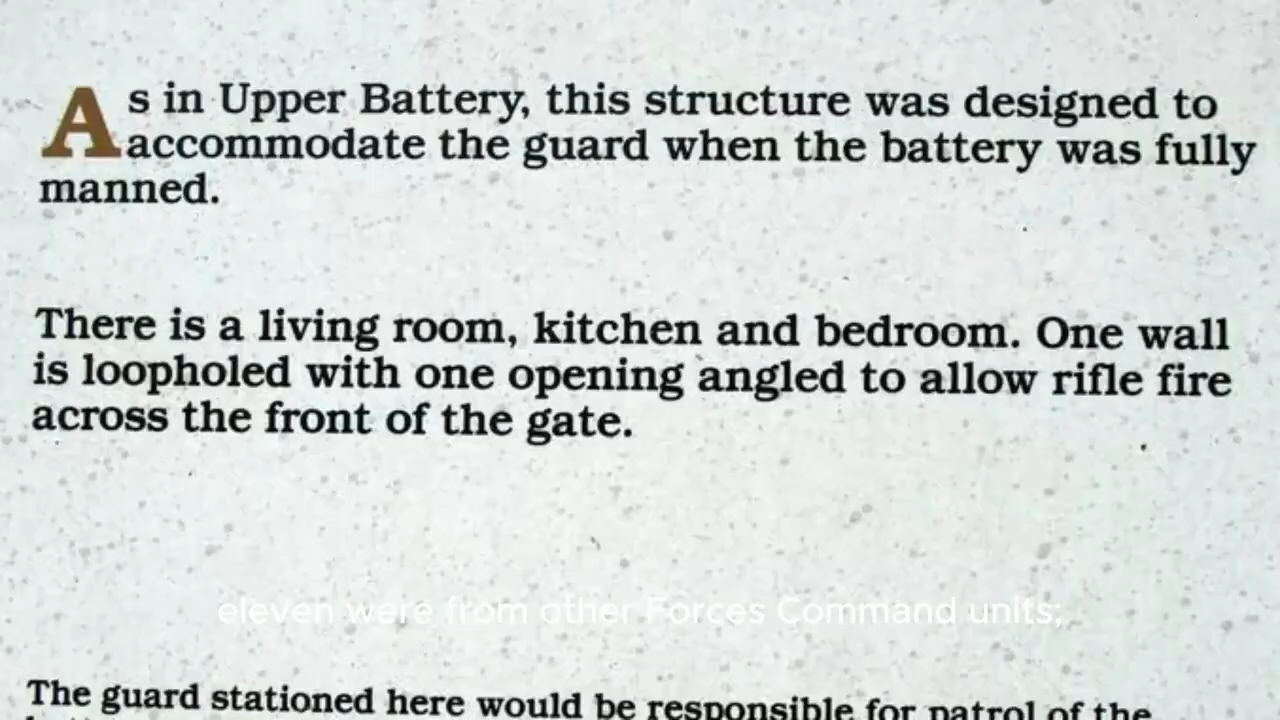 As in Upper Battery, this structure was designed to
accommodate the guard when the battery was fully
manned.
There is a living room, kitchen and bedroom. One wall
is loopholed with one opening angled to allow rifle fire
across the front of the gate.
eleven were from other Forces Command units;
The guard stationed here would be responsible for patrol of the